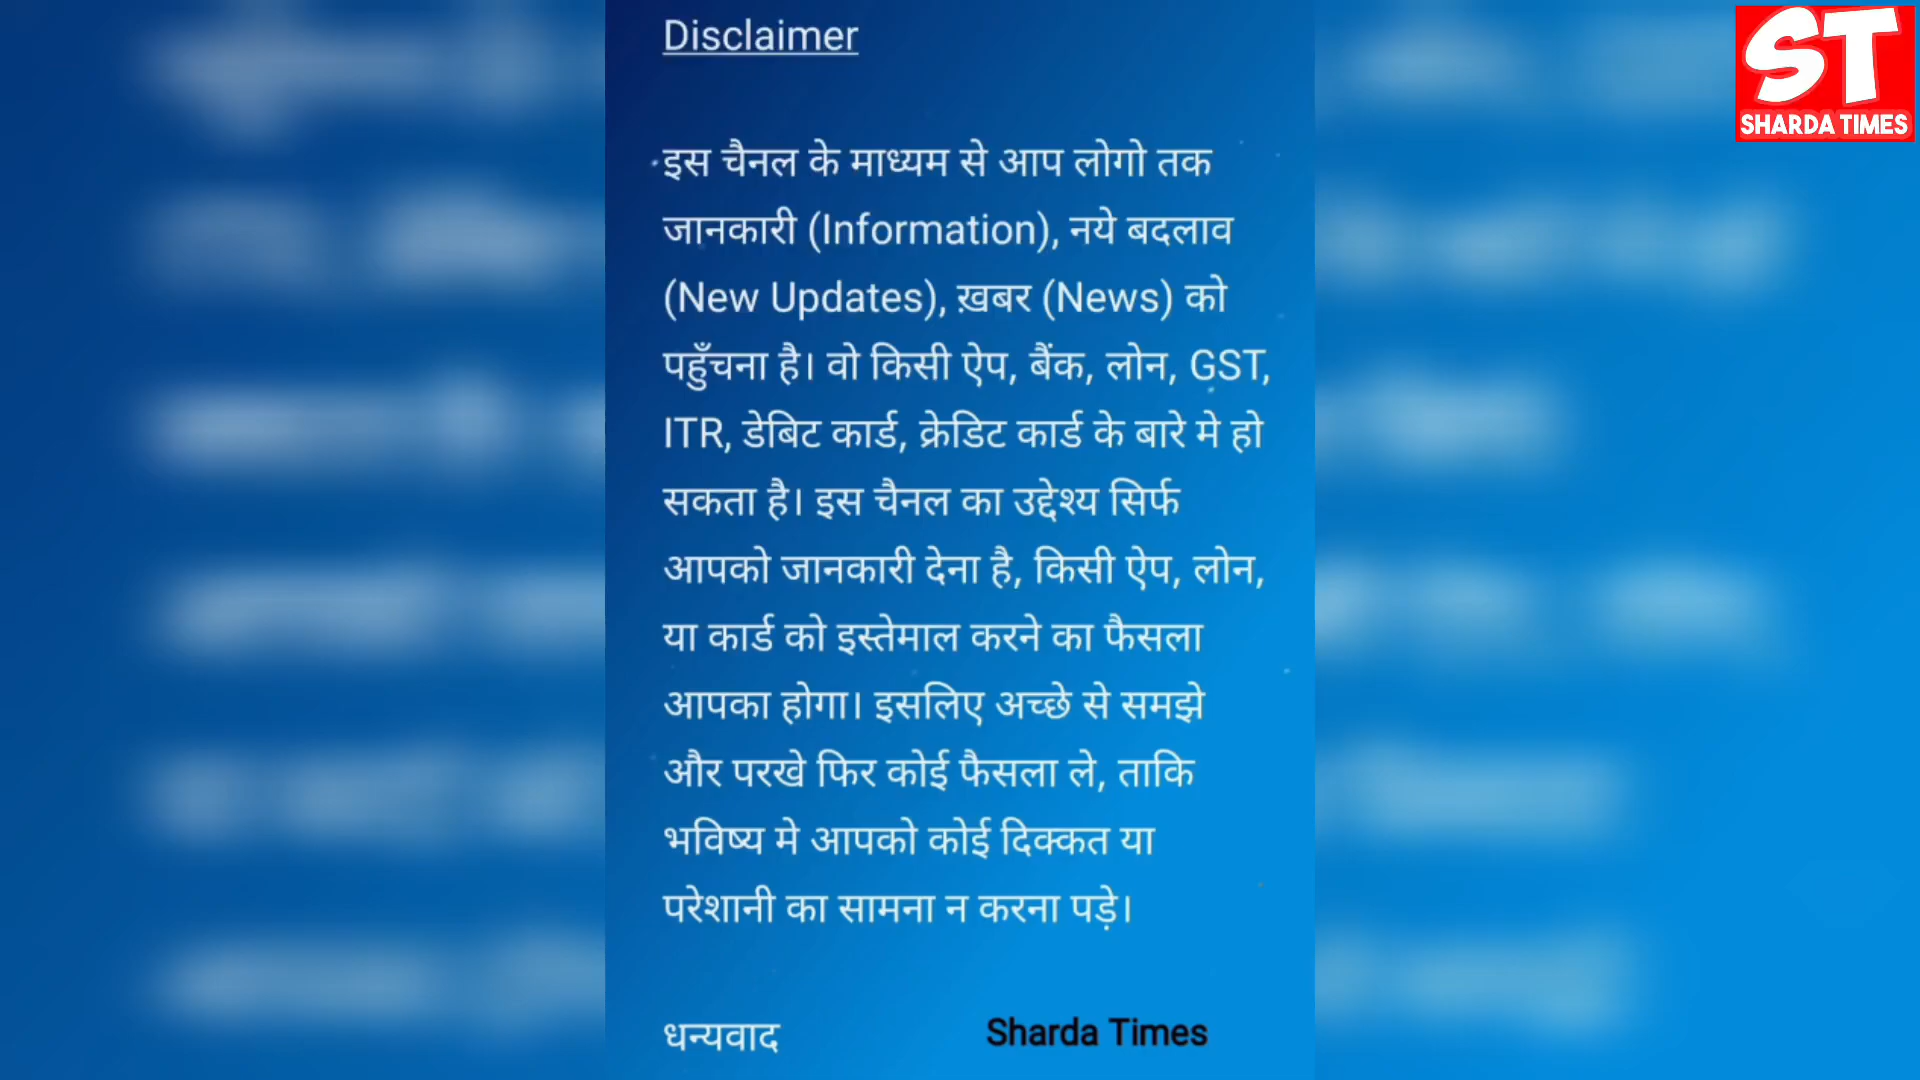 Disclaimer
ST
SHARDA TIMES
इस चैनल के माध्यम से आप लोगो तक
जानकारी (Information), नये बदलाव
(New Updates), ख़बर (News) को
पहुँचना है। वो किसी ऐप, बैंक, लोन, GST,
ITR, डेबिट कार्ड, क्रेडिट कार्ड के बारे मे हो
सकता है। इस चैनल का उद्देश्य सिर्फ
आपको जानकारी देना है, किसी ऐप, लोन,
या कार्ड को इस्तेमाल करने का फैसला
आपका होगा। इसलिए अच्छे से समझे
और परखे फिर कोई फैसला ले, ताकि
भविष्य मे आपको कोई दिक्कत या
परेशानी का सामना न करना पड़े।
धन्यवाद
Sharda Times